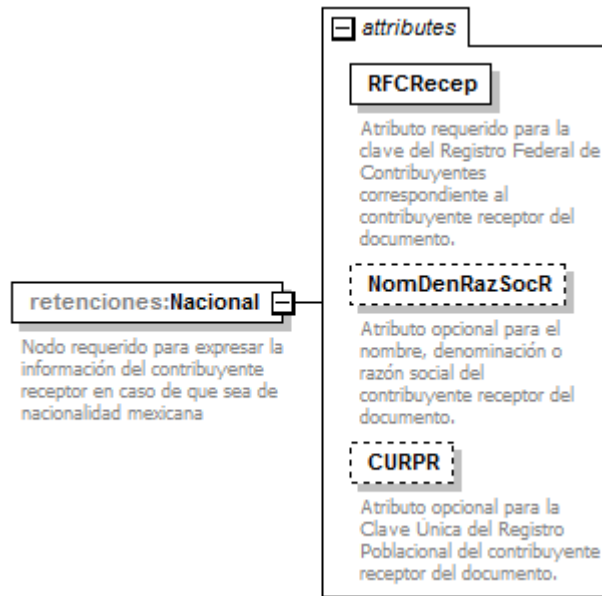 attributes
RFCRecep
Atributo requerido para la
clave del Registro Federal de
Contribuyentes
correspondiente al
contribuyente receptor del
documento.
retenciones:Nacional
Nodo requerido para expresar la
información del contribuyente
receptor en caso de que sea de
nacionalidad mexicana
NomDenRazSocR
Atributo opcional para el
nombre, denominación o
razón social del
contribuyente receptor del
documento.
CURPR
Atributo opcional para la
Clave Única del Registro
Poblacional del contribuyente
receptor del documento.